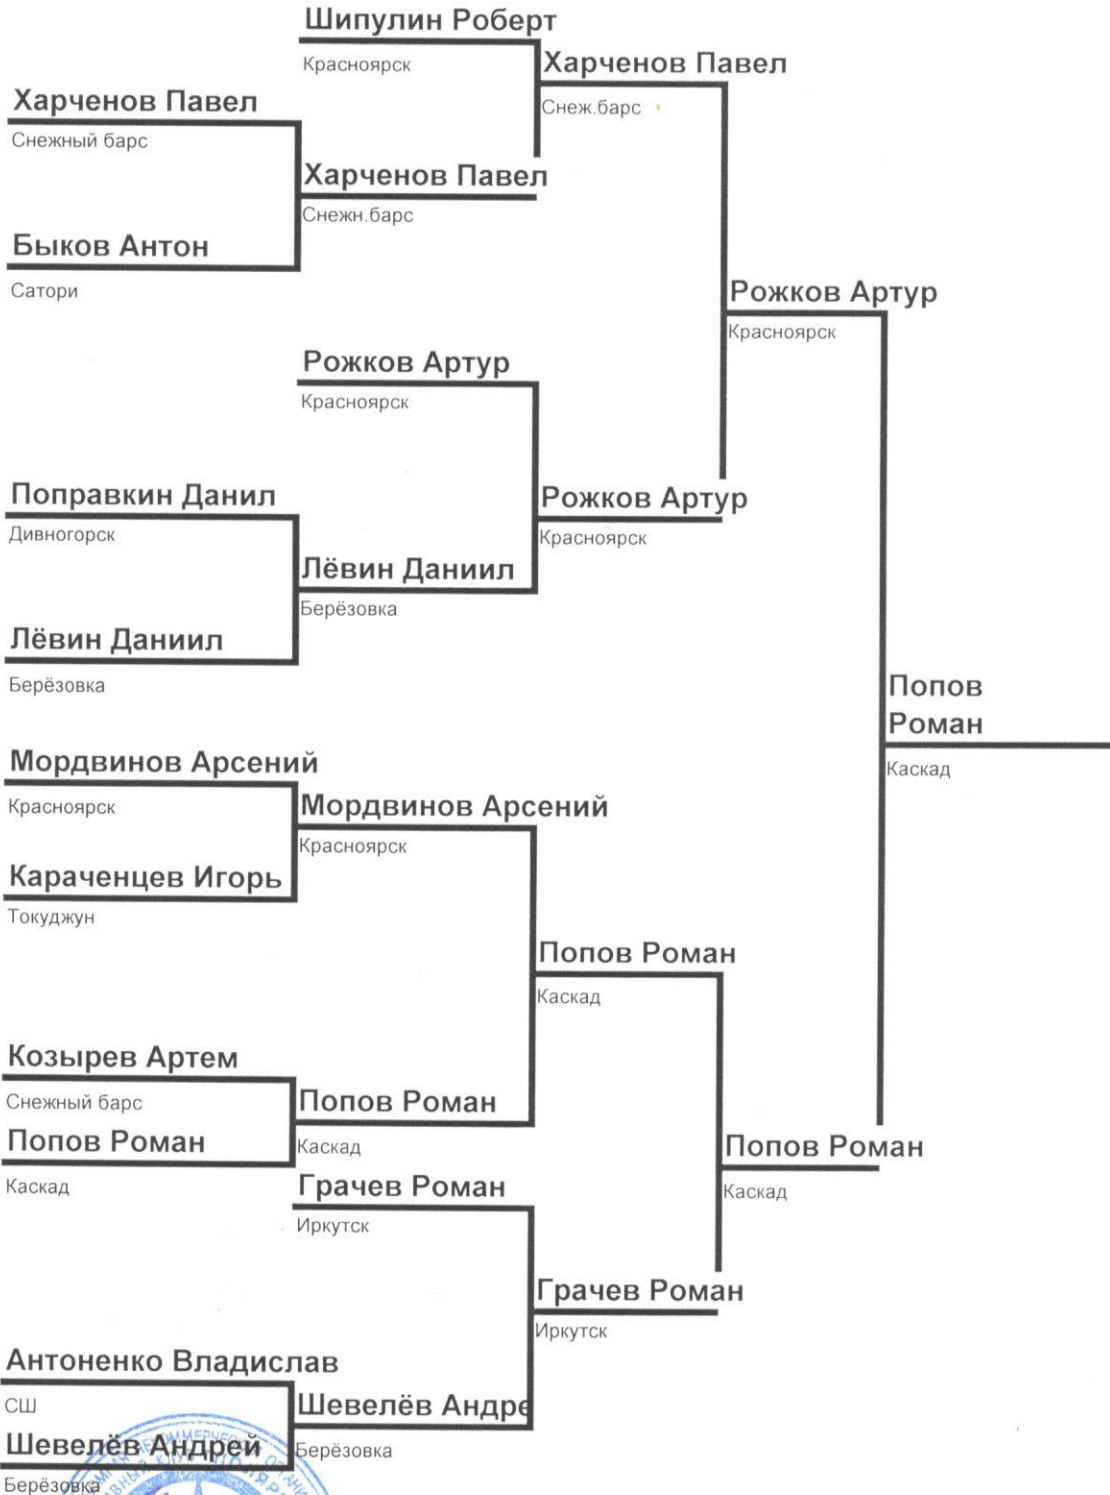 Шипулин Роберт
Красноярск
Харченов Павел
Снеж.барс
Харченов Павел
Снежный барс
Харченов Павел
Снежн.барс
Быков Антон
Сатори
Рожков Артур
Красноярск
Рожков Артур
Красноярск
Поправкин Данил
Дивногорск
Рожков Артур
Красноярск
Лёвин Даниил
Берёзовка
Лёвин Даниил
Берёзовка
Попов
Роман
Каскад
Мордвинов Арсений
Красноярск
Мордвинов Арсений
Красноярск
Караченцев Игорь
Токуджун
Попов Роман
Каскад
Козырев Артем
Снежный барс
Попов Роман
Каскад
Попов Роман
Каскад
Попов Роман
Каскад
Грачев Роман
Иркутск
Грачев Роман
Иркутск
Антоненко Владислав
СШ
Шевелёв Андре
Берёзовка
Шевелёв Андрей
Берёзовка